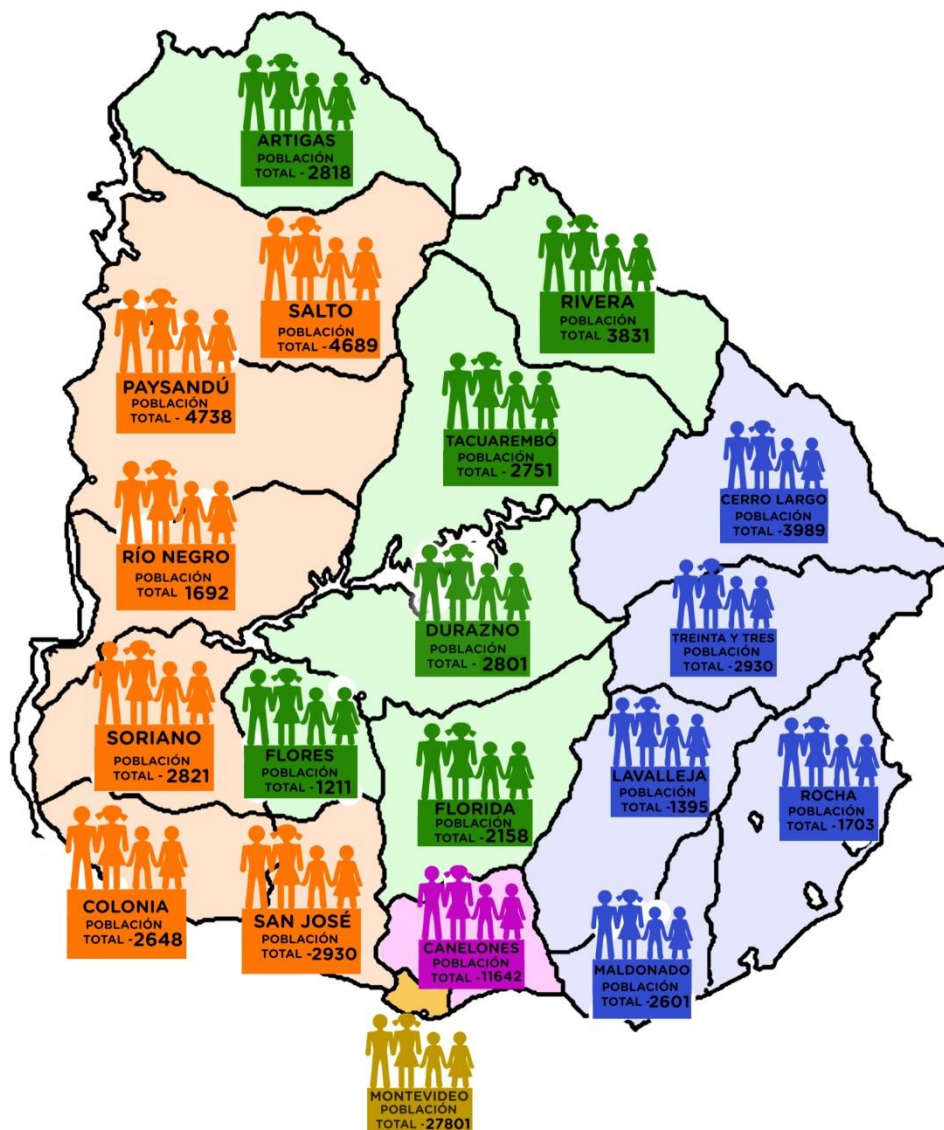 ARTIGAS
POBLACIÓN
TOTAL - 2818
SALTO
POBLACIÓN
TOTAL -4689
RIVERA
POBLACIÓN
TOTAL 3831
PAYSANDÚ
POBLACIÓN
TOTAL - 4738
TACUAREMBÓ
POBLACIÓN
TOTAL - 2751
CERRO LARGO
POBLACIÓN
TOTAL -3989
RÍO NEGRO
POBLACIÓN
TOTAL 1692
DURAZNO
POBLACIÓN
TOTAL - 2801
TREINTA Y TRES
POBLACIÓN
TOTAL -2930
SORIANO
POBLACIÓN
TOTAL - 2821
FLORES
POBLACIÓN
TOTAL -1211
LAVALLEJA
POBLACIÓN
TOTAL -1395
FLORIDA
POBLACIÓN
TOTAL -2158
ROCHA
POBLACIÓN
TOTAL -1703
COLONIA
POBLACIÓN
TOTAL -2648
SAN JOSÉ
POBLACIÓN
TOTAL -2930
CANELONES
POBLACIÓN
TOTAL -11642
MALDONADO
POBLACIÓN
TOTAL -2601
MONTEVIDEO
POBLACIÓN
TOTAL -27801